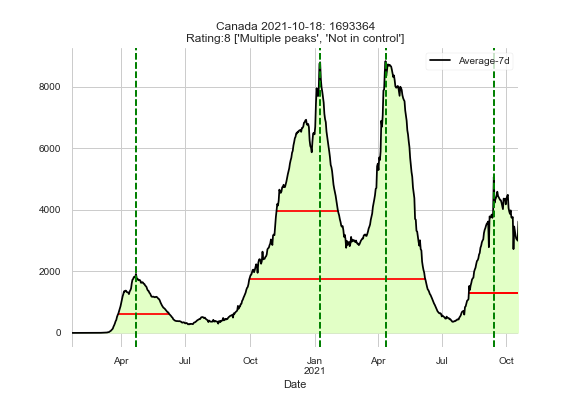 Canada 2021-10-18: 1693364
Rating:8 ['Multiple peaks', 'Not in control']
Average-7d
8000
6000
4000
2000
0
Apr
Jul
Oct
Jan
2021
Apr
Jul
Oct
Date